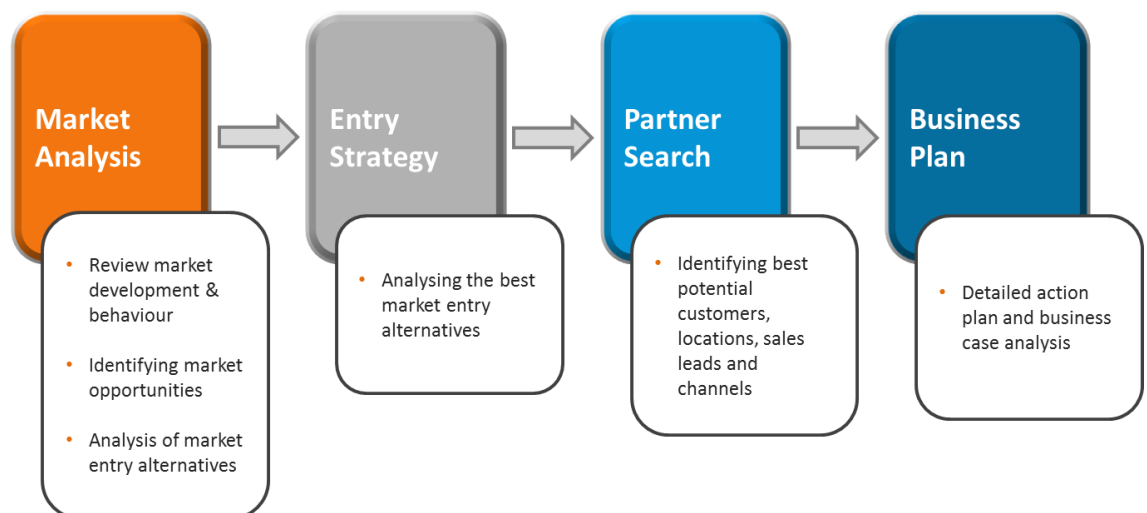 Market
Analysis
Entry
Strategy
Partner
Search
Business
Plan
• Review market
development &
behaviour
• Identifying market
opportunities
• Analysis of market
entry alternatives
• Analysing the best
market entry
alternatives
• Identifying best
potential
customers,
locations, sales
leads and
channels
• Detailed action
plan and business
case analysis